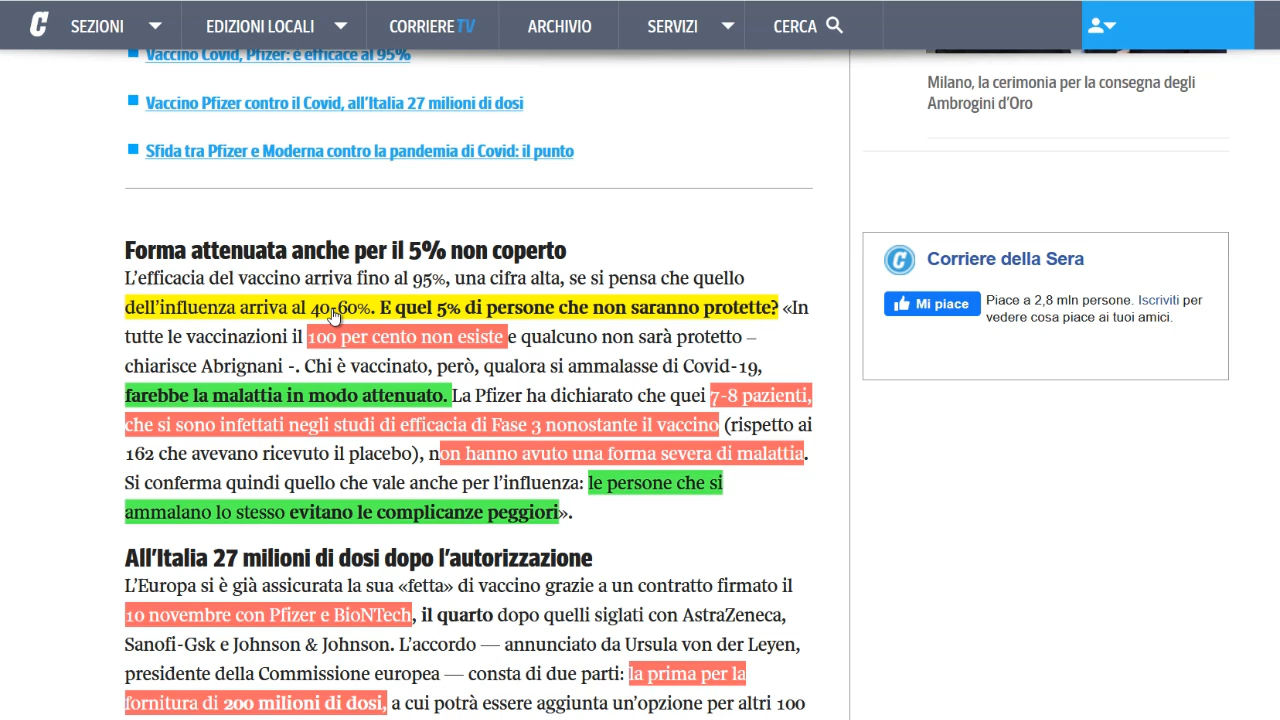 C SEZIONI EDIZIONI LOCALI CORRIERE TV ARCHIVIO SERVIZI CERCA
Vaccino Covid, Pfizer: è efficace al 95%
Vaccino Pfizer contro il Covid, all'Italia 27 milioni di dosi
Sfida tra Pfizer e Moderna contro la pandemia di Covid: il punto
Forma attenuata anche per il 5% non coperto
L'efficacia del vaccino arriva fino al 95%, una cifra alta, se si pensa che quello
dell'influenza arriva al 40-60%. E quel 5% di persone che non saranno protette? «In
tutte le vaccinazioni il 100 per cento non esiste e qualcuno non sarà protetto –
chiarisce Abrignani -. Chi è vaccinato, però, qualora si ammalasse di Covid-19,
farebbe la malattia in modo attenuato. La Pfizer ha dichiarato che quei 7-8 pazienti,
che si sono infettati negli studi di efficacia di Fase 3 nonostante il vaccino (rispetto ai
162 che avevano ricevuto il placebo), non hanno avuto una forma severa di malattia.
Si conferma quindi quello che vale anche per l'influenza: le persone che si
ammalano lo stesso evitano le complicanze peggiori».
All'Italia 27 milioni di dosi dopo l'autorizzazione
L'Europa si è già assicurata la sua «fetta» di vaccino grazie a un contratto firmato il
10 novembre con Pfizer e BioNTech, il quarto dopo quelli siglati con AstraZeneca,
Sanofi-Gsk e Johnson & Johnson. L'accordo — annunciato da Ursula von der Leyen,
presidente della Commissione europea — consta di due parti: la prima per la
fornitura di 200 milioni di dosi, a cui potrà essere aggiunta un'opzione per altri 100
Milano, la cerimonia per la consegna degli
Ambrogini d'Oro
C Corriere della Sera
Mi piace Piace a 2,8 mln persone. Iscriviti per
vedere cosa piace ai tuoi amici.